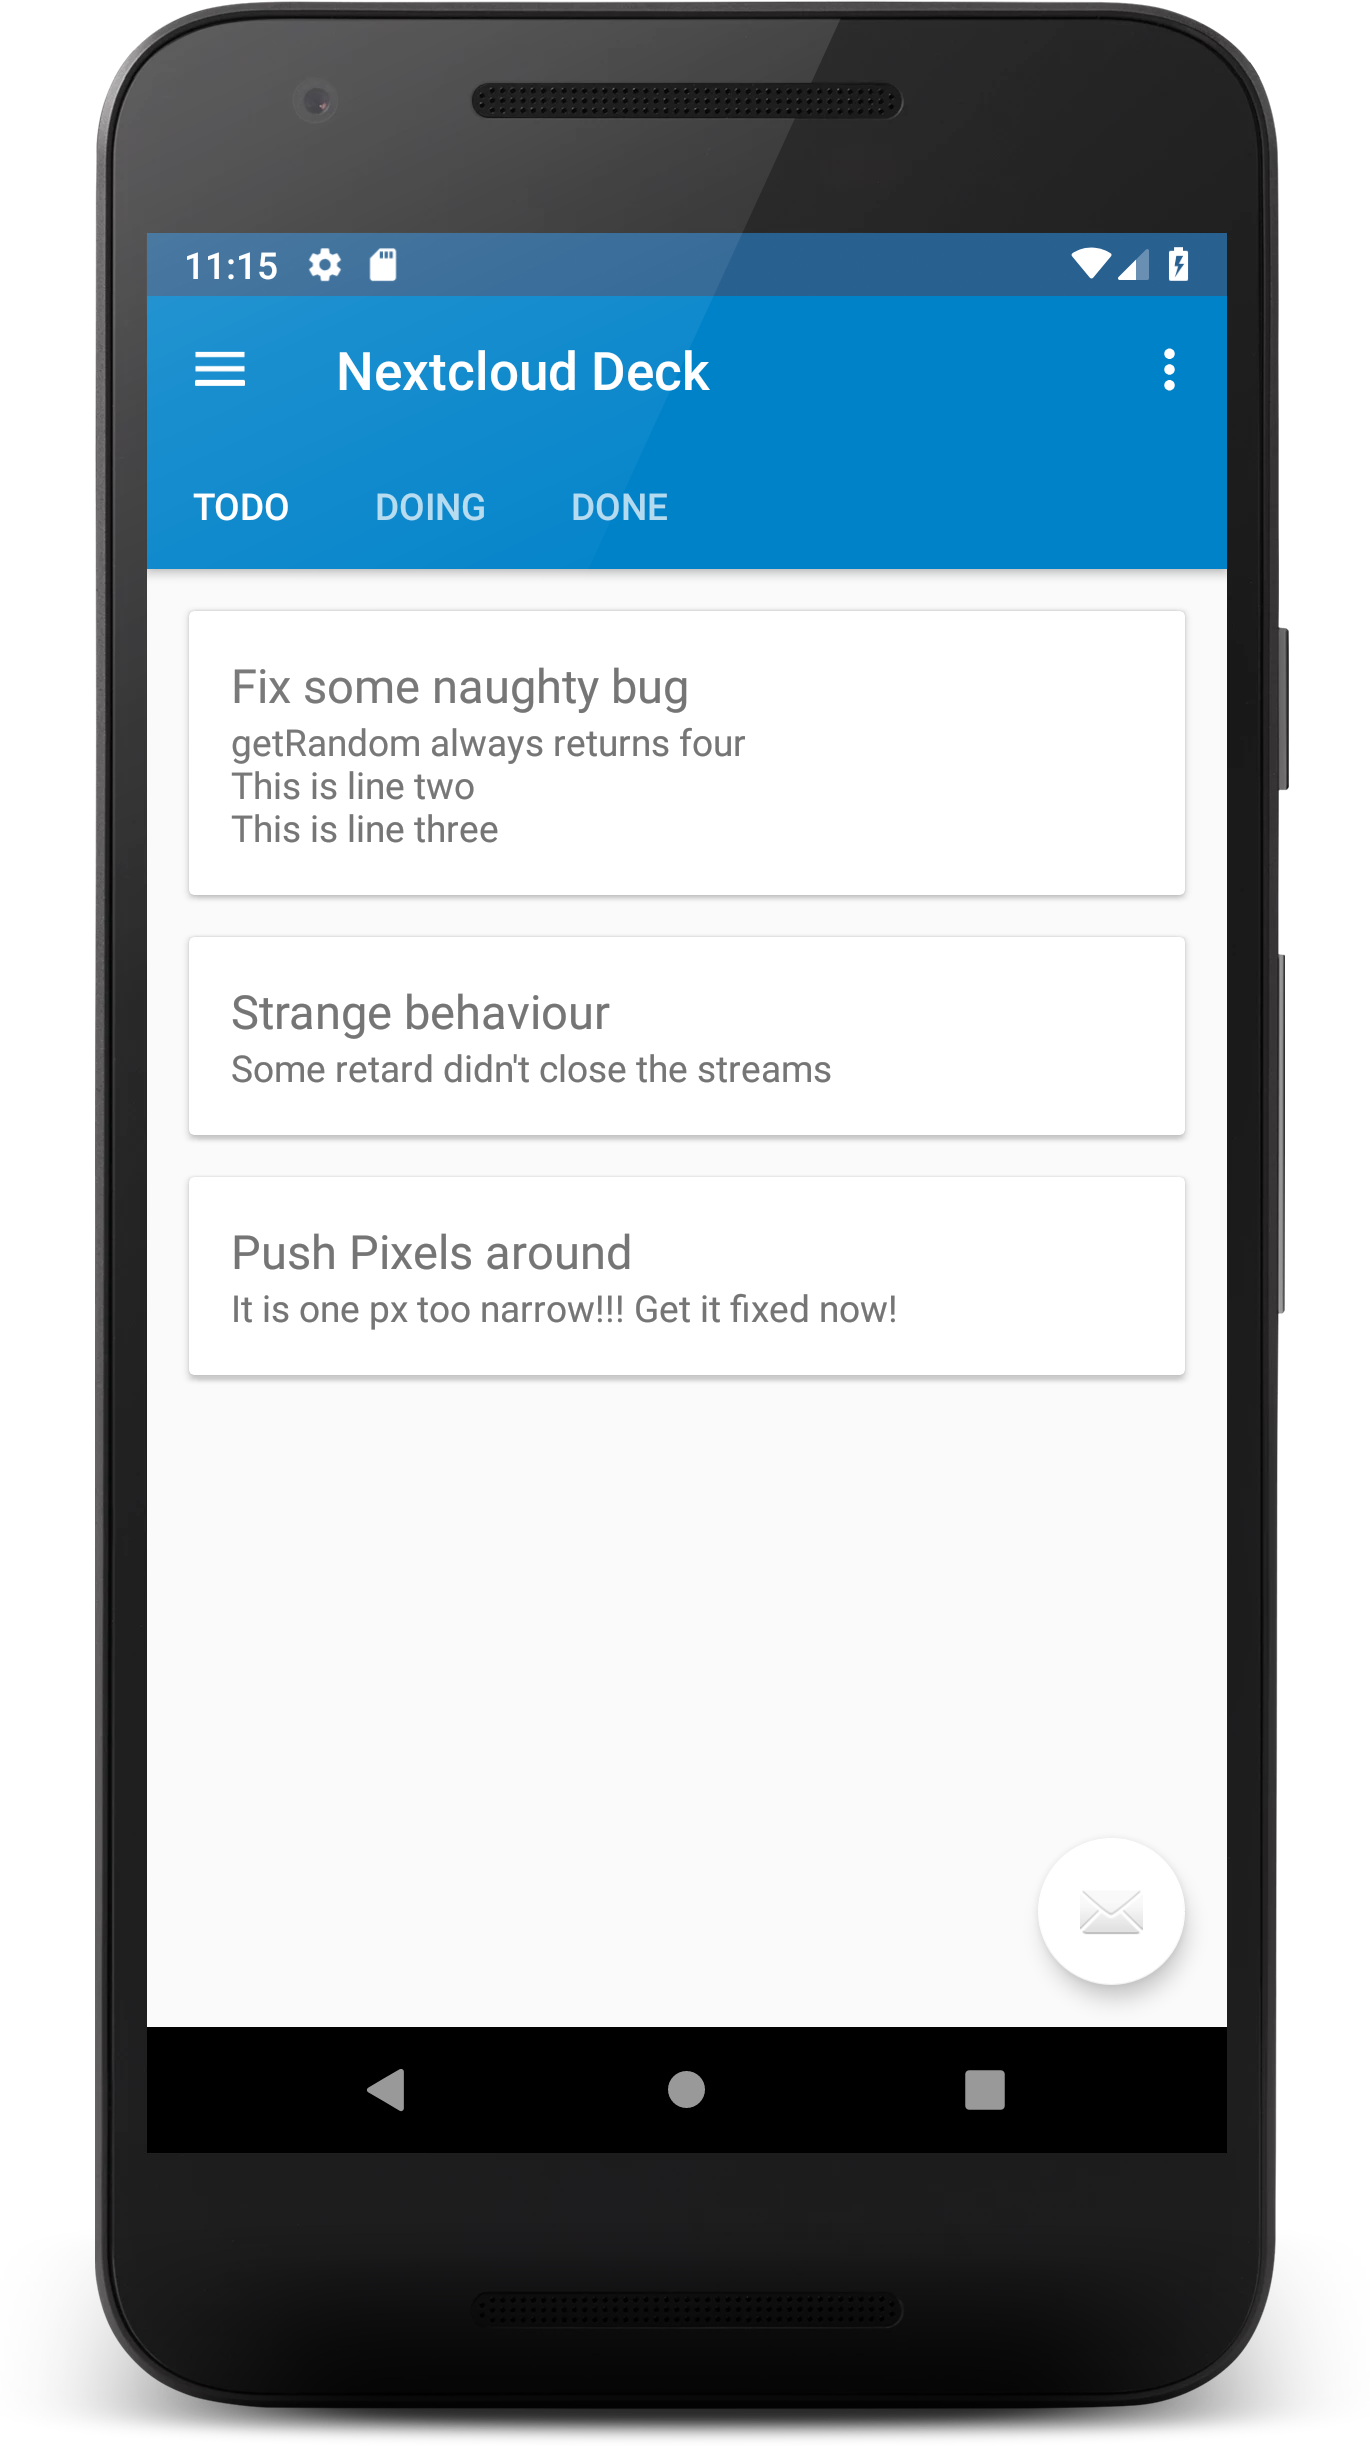 11:15
Nextcloud Deck
TODO DOING DONE
Fix some naughty bug
getRandom always returns four
This is line two
This is line three
Strange behaviour
Some retard didn't close the streams
Push Pixels around
It is one px too narrow!!! Get it fixed now!